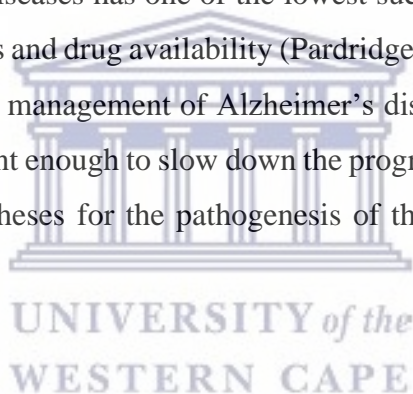 diseases has one of the lowest suc
s and drug availability (Pardridge
management of Alzheimer’s dis
nt enough to slow down the progr
theses for the pathogenesis of th
UNIVERSITY of the
WESTERN CAPE